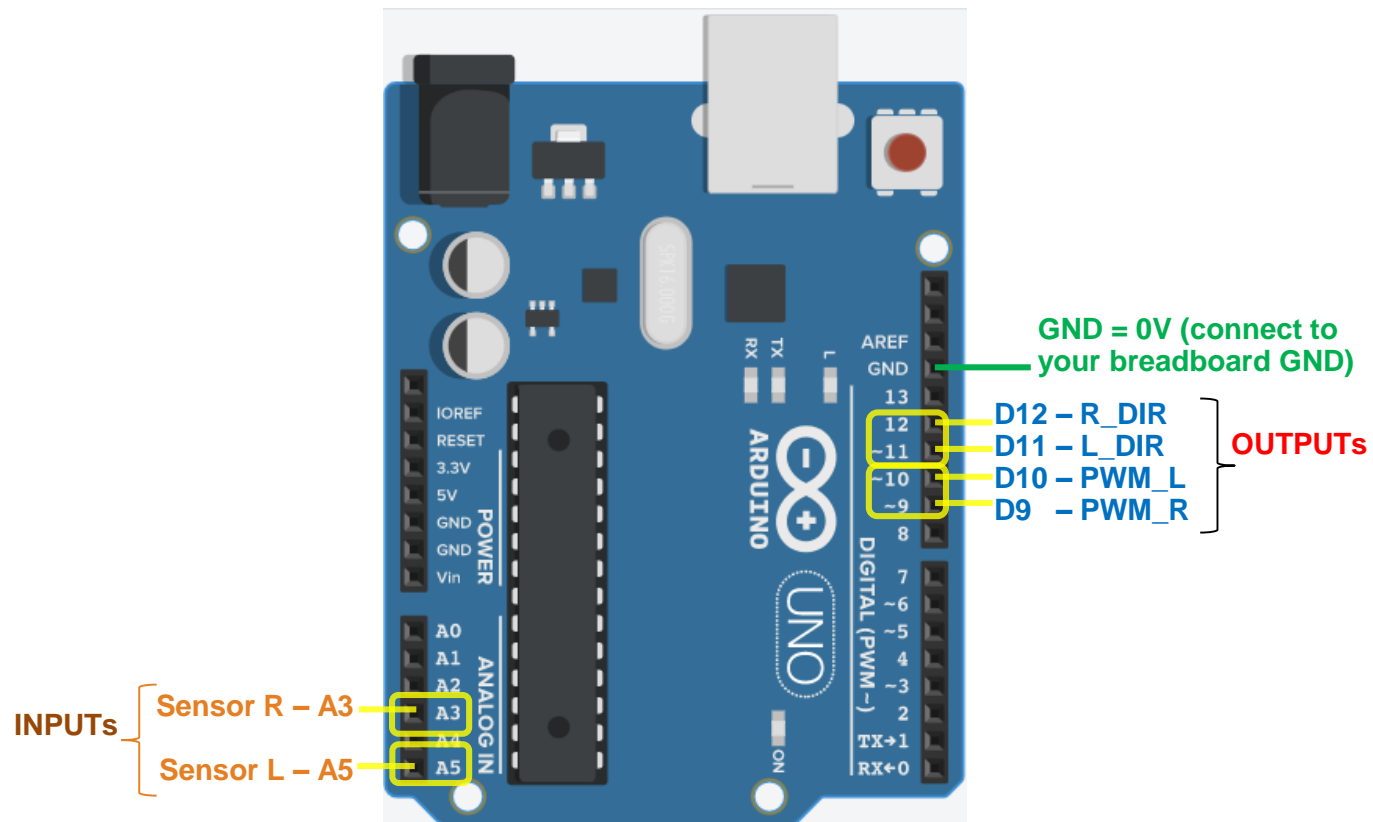 SPK16.000G
RX
TX
L
AREF
GND
13
12
~11
~10
~9
8
GND = 0V (connect to
your breadboard GND)
D12 – R_DIR
D11 – L_DIR
D10 – PWM_L
D9 – PWM_R
OUTPUTs
IOREF
RESET
3.3V
5V
GND
GND
Vin
POWER
ARDUINO
UNO
DIGITAL (PWM~)
7
~6
~5
4
~3
2
TX→1
RX←0
A0
A1
A2
A3
A4
A5
ANALOG IN
ON
INPUTs
Sensor R – A3
Sensor L – A5